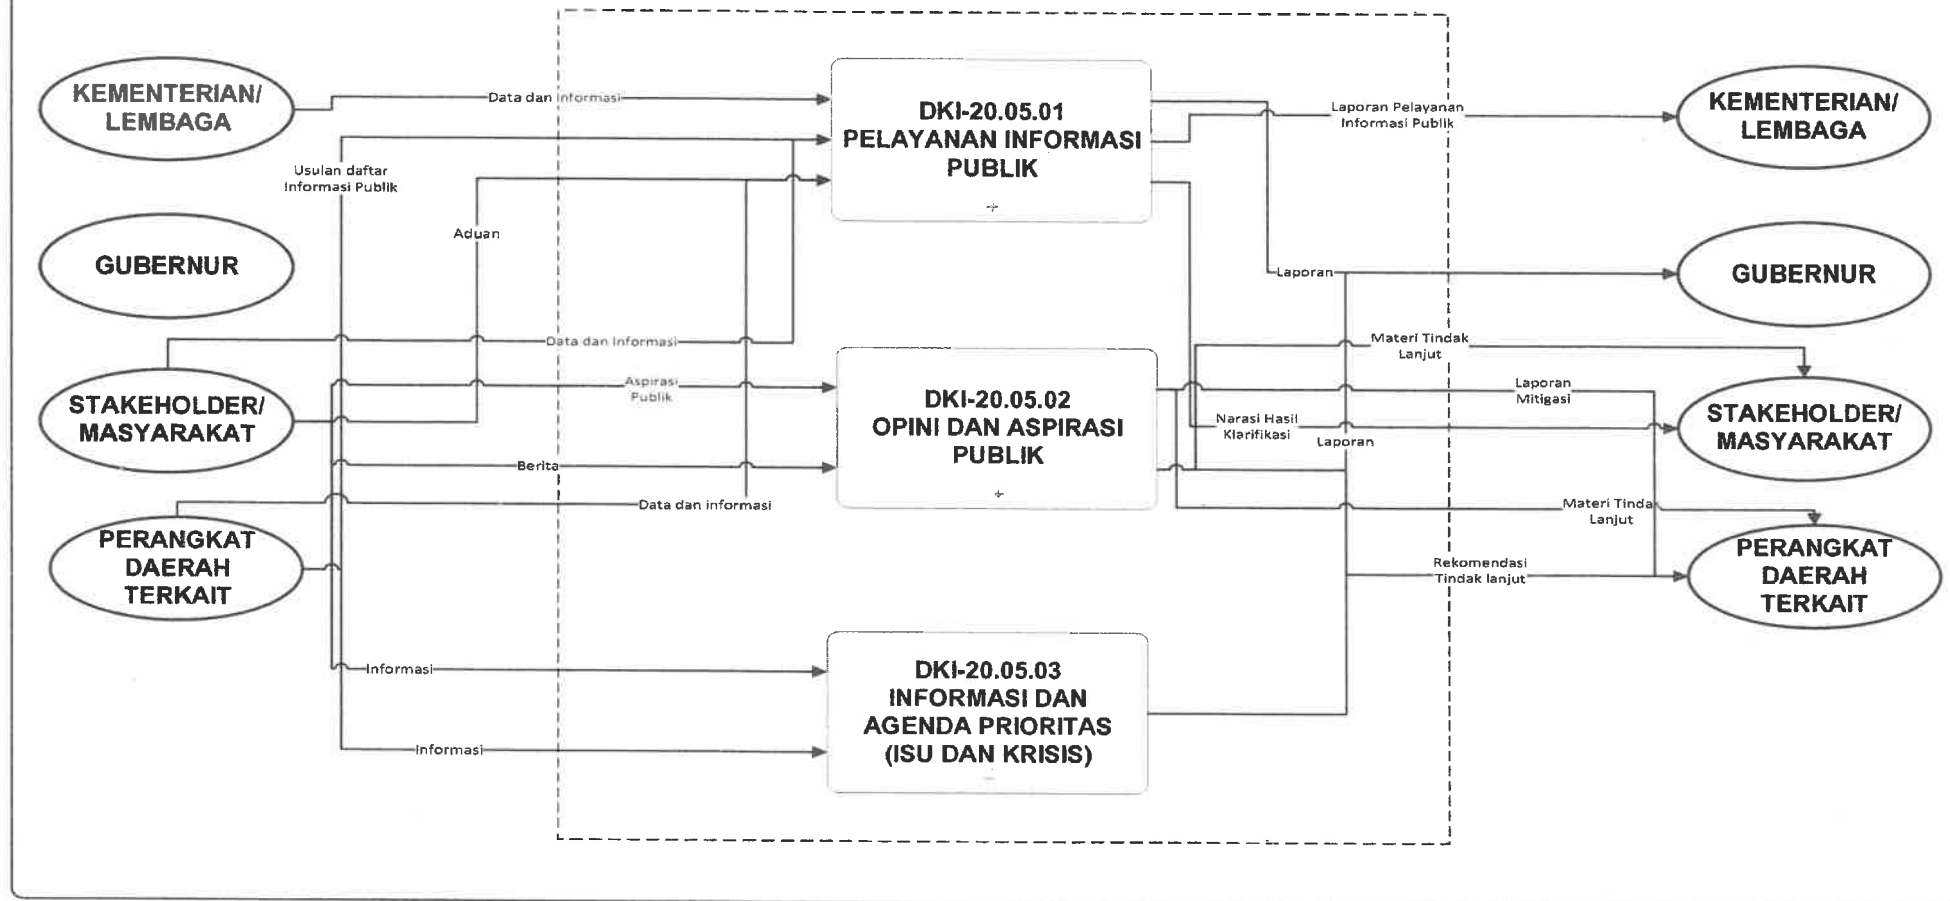 KEMENTERIAN/
LEMBAGA
GUBERNUR
STAKEHOLDER/
MASYARAKAT
PERANGKAT
DAERAH
TERKAIT
Data dan Informasi
Usulan daftar
Informasi Publik
Aduan
Data dan Informasi
Aspirasi
Publik
Berita
Data dan informasi
Informasi
Informasi
DKI-20.05.01
PELAYANAN INFORMASI
PUBLIK
DKI-20.05.02
OPINI DAN ASPIRASI
PUBLIK
DKI-20.05.03
INFORMASI DAN
AGENDA PRIORITAS
(ISU DAN KRISIS)
Laporan Pelayanan
Informasi Publik
Laporan
Materi Tindak
Lanjut
Laporan
Mitigasi
Narasi Hasil
Klarifikasi
Laporan
Materi Tinda
Lanjut
Rekomendasi
Tindak lanjut
KEMENTERIAN/
LEMBAGA
GUBERNUR
STAKEHOLDER/
MASYARAKAT
PERANGKAT
DAERAH
TERKAIT